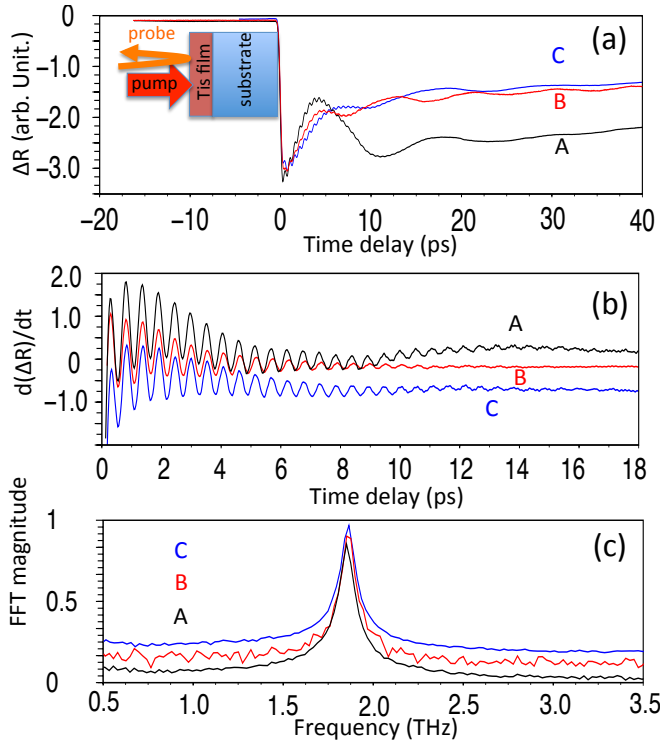 0
(a)
probe
pump
Tis film
substrate
C
B
A
-1.0
-2.0
-3.0
ΔR (arb. Unit.)
−20 −10 0 10 20 30 40
Time delay (ps)
2.0
(b)
1.0
0
-1.0
A
B
C
d(ΔR)/dt
0 2 4 6 8 10 12 14 16 18
Time delay (ps)
1
(c)
C
B
A
0.5
0
FFT magnitude
0.5 1.0 1.5 2.0 2.5 3.0 3.5
Frequency (THz)